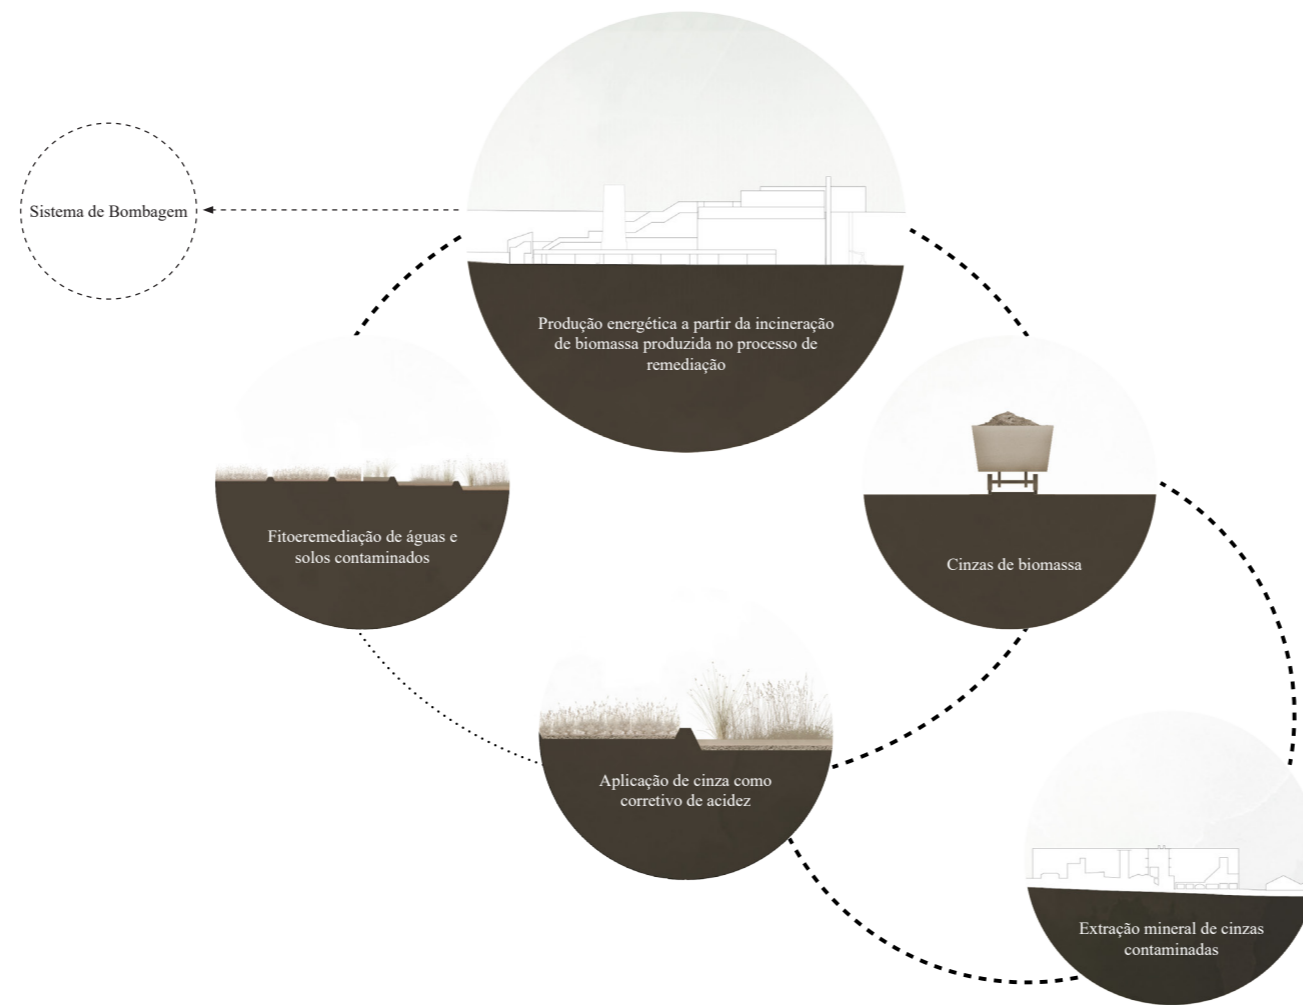 Sistema de Bombagem
Produção energética a partir da incineração
de biomassa produzida no processo de
remediação
Fitoeremediação de águas e
solos contaminados
Cinzas de biomassa
Aplicação de cinza como
corretivo de acidez
Extração mineral de cinzas
contaminadas